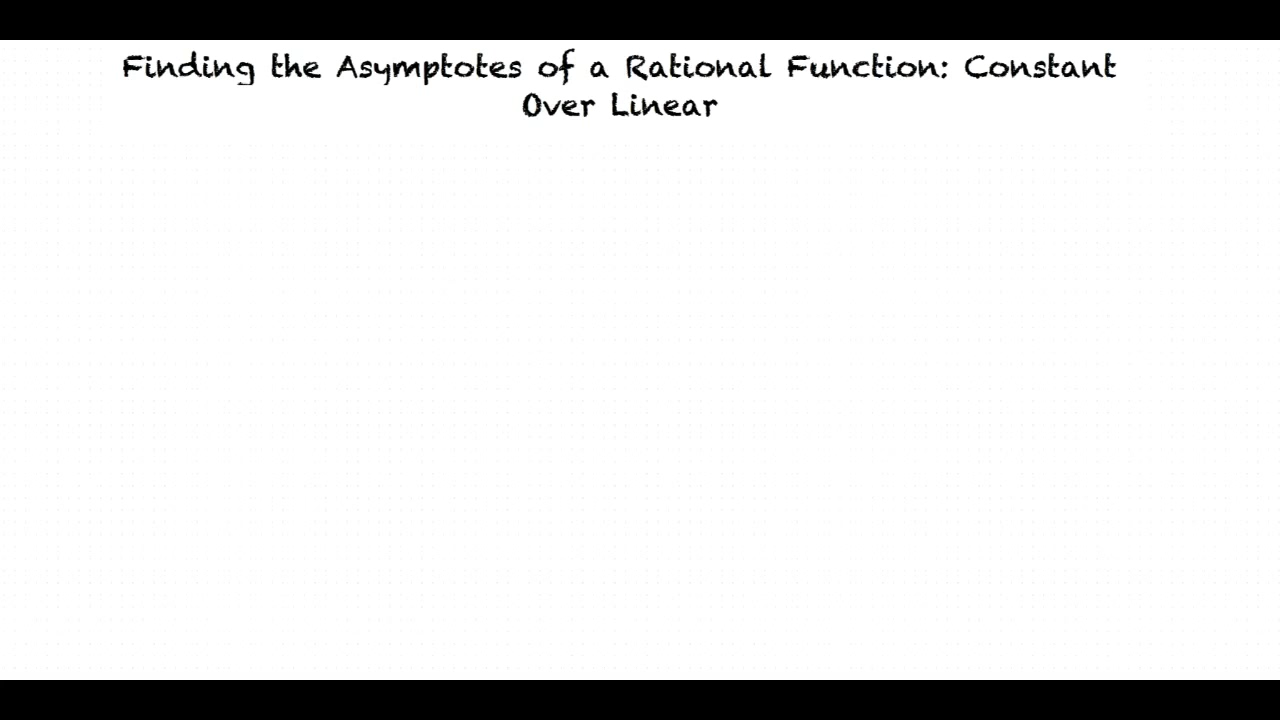 Finding the Asymptotes of a Rational Function: Constant
Over Linear